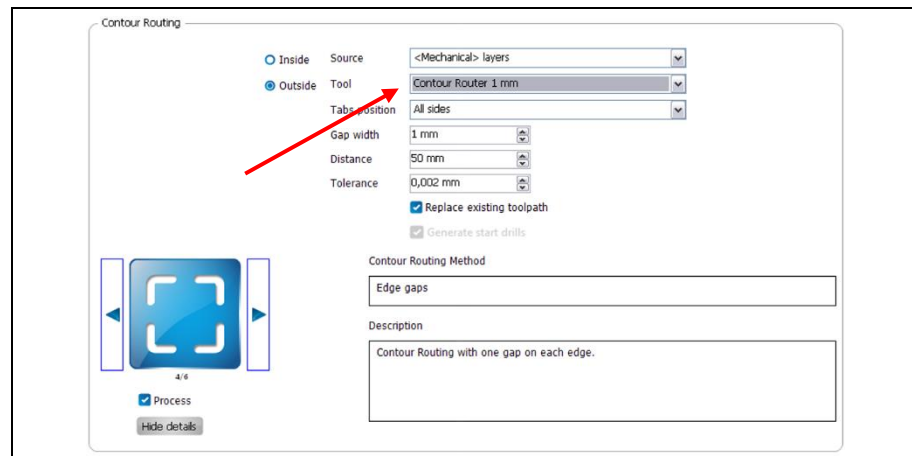 Contour Routing
Inside
Outside
Source <Mechanical> layers
Tool Contour Router 1 mm
Tabs position All sides
Gap width 1 mm
Distance 50 mm
Tolerance 0,002 mm
Replace existing toolpath
Generate start drills
Contour Routing Method
Edge gaps
Description
Contour Routing with one gap on each edge.
4/6
Process
Hide details